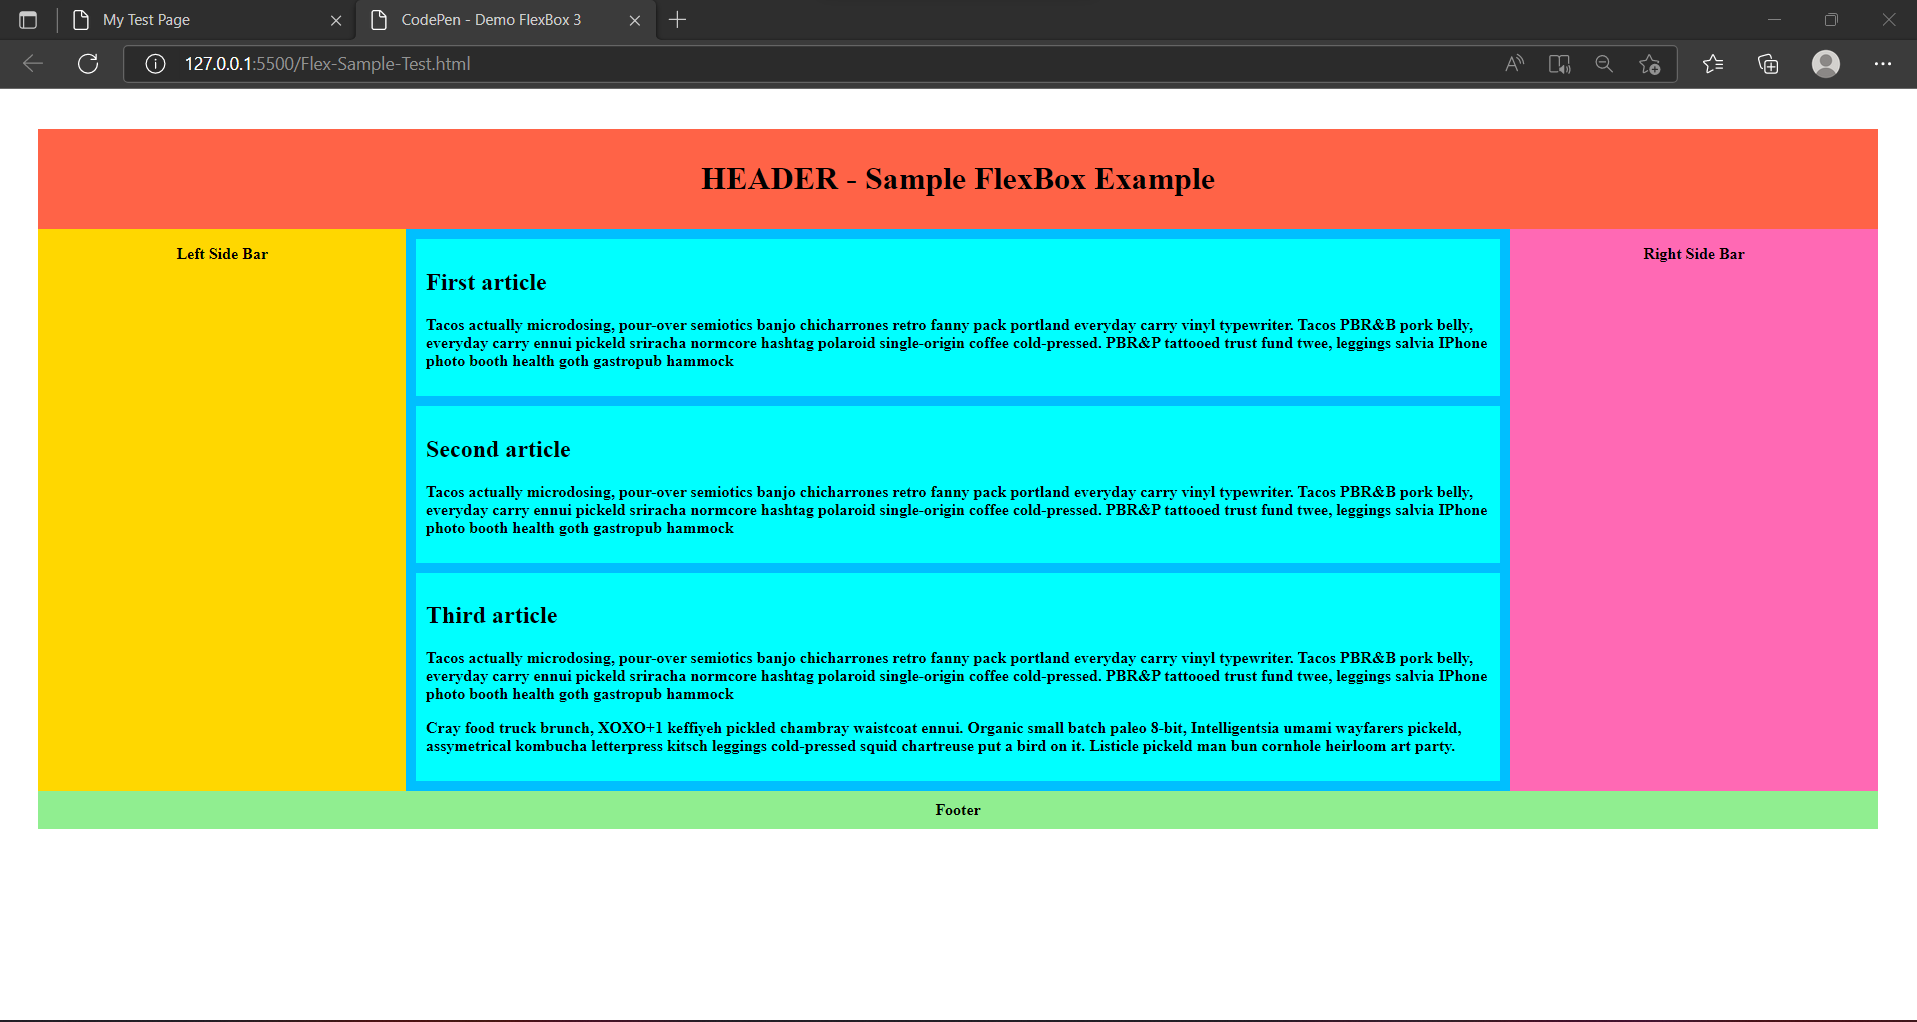 My Test Page
CodePen - Demo FlexBox 3
127.0.0.1:5500/Flex-Sample-Test.html
HEADER - Sample FlexBox Example
Left Side Bar
First article
Tacos actually microdosing, pour-over semiotics banjo chicharrones retro fanny pack portland everyday carry vinyl typewriter. Tacos PBR&B pork belly,
everyday carry ennui pickeld sriracha normcore hashtag polaroid single-origin coffee cold-pressed. PBR&P tattooed trust fund twee, leggings salvia IPhone
photo booth health goth gastropub hammock
Second article
Tacos actually microdosing, pour-over semiotics banjo chicharrones retro fanny pack portland everyday carry vinyl typewriter. Tacos PBR&B pork belly,
everyday carry ennui pickeld sriracha normcore hashtag polaroid single-origin coffee cold-pressed. PBR&P tattooed trust fund twee, leggings salvia IPhone
photo booth health goth gastropub hammock
Third article
Tacos actually microdosing, pour-over semiotics banjo chicharrones retro fanny pack portland everyday carry vinyl typewriter. Tacos PBR&B pork belly,
everyday carry ennui pickeld sriracha normcore hashtag polaroid single-origin coffee cold-pressed. PBR&P tattooed trust fund twee, leggings salvia IPhone
photo booth health goth gastropub hammock
Cray food truck brunch, XOXO+1 keffiyeh pickled chambray waistcoat ennui. Organic small batch paleo 8-bit, Intelligentsia umami wayfarers pickeld,
assymetrical kombucha letterpress kitsch leggings cold-pressed squid chartreuse put a bird on it. Listicle pickeld man bun cornhole heirloom art party.
Right Side Bar
Footer